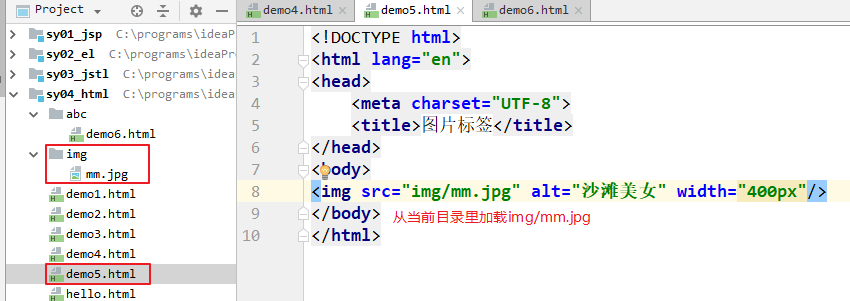 Project
demo4.html
demo5.html
demo6.html
sy01_jsp C:\programs\ideaPro
sy02_el C:\programs\ideaPro
sy03_jstl C:\programs\idea
sy04_html C:\programs\idea
abc
demo6.html
img
mm.jpg
demo1.html
demo2.html
demo3.html
demo4.html
demo5.html
hello.html
1 <!DOCTYPE html>
2 <html lang="en">
3 <head>
4 <meta charset="UTF-8">
5 <title>图片标签</title>
6 </head>
7 <body>
8 <img src="img/mm.jpg" alt="沙滩美女" width="400px"/>
9 </body> 从当前目录里加载img/mm.jpg
10 </html>